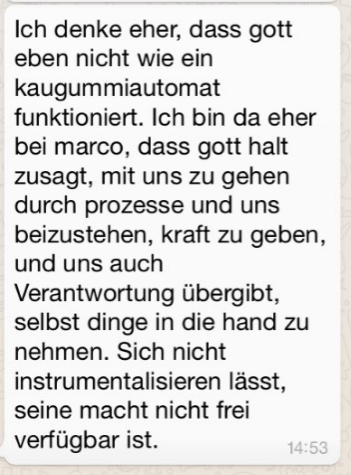 Ich denke eher, dass gott
eben nicht wie ein
kaugummiautomat
funktioniert. Ich bin da eher
bei marco, dass gott halt
zusagt, mit uns zu gehen
durch prozesse und uns
beizustehen, kraft zu geben,
und uns auch
Verantwortung übergibt,
selbst dinge in die hand zu
nehmen. Sich nicht
instrumentalisieren lässt,
seine macht nicht frei
verfügbar ist.
14:53